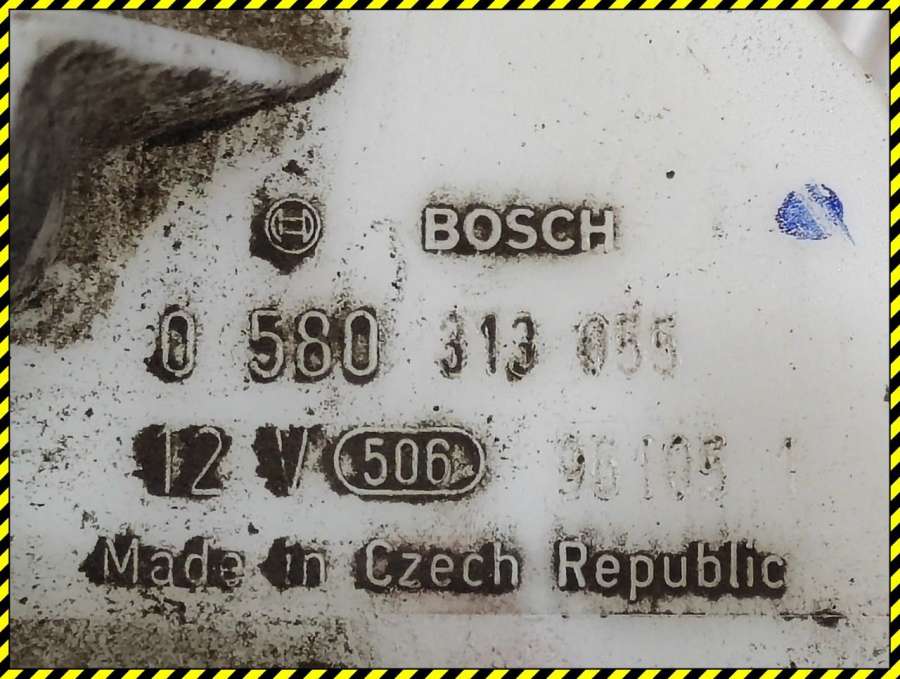 BOSCH
0 580 313 055
12 V 506
Made in Czech Republic